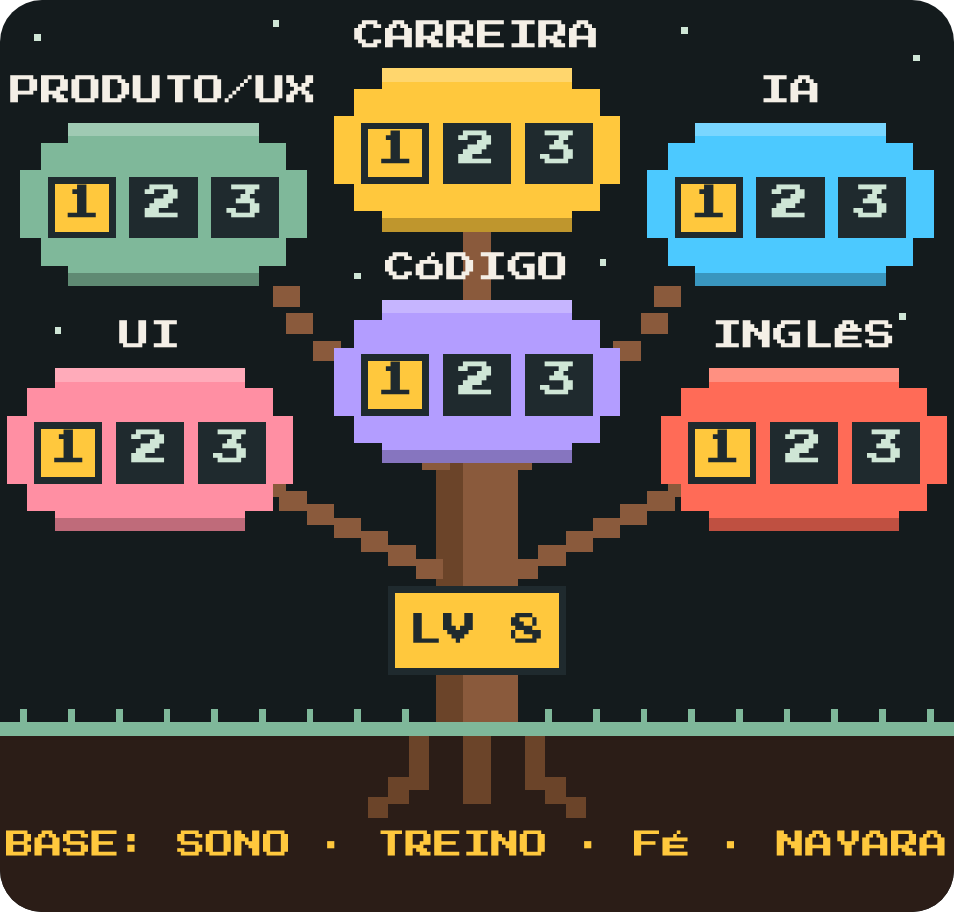 CARREIRA
PRODUTO/UX
IA
1 2 3
1 2 3
1 2 3
CóDIGO
UI
INGLêS
1 2 3
1 2 3
1 2 3
LV 8
BASE: SONO · TREINO · Fé · NAYARA